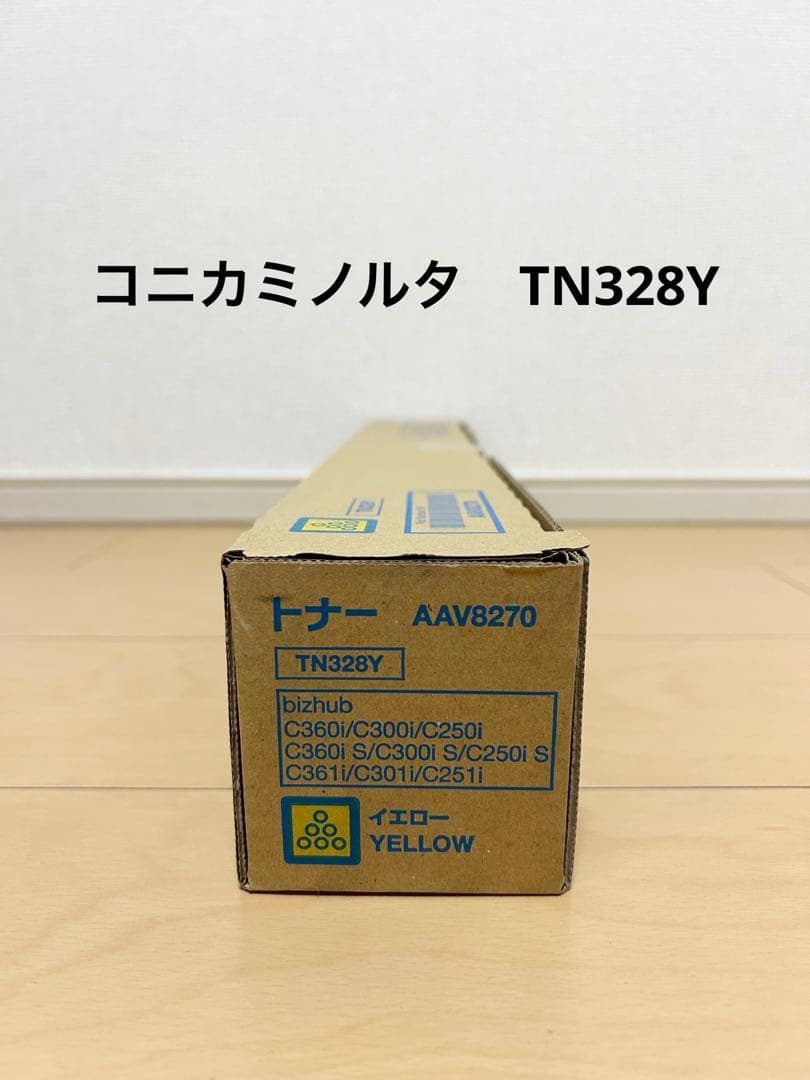 コニカミノルタ　TN328Y
TN328Y
トナー AAV8270
TN328Y
bizhub
C360i/C300i/C250i
C360i S/C300i S/C250i S
C361i/C301i/C251i
イエロー
YELLOW